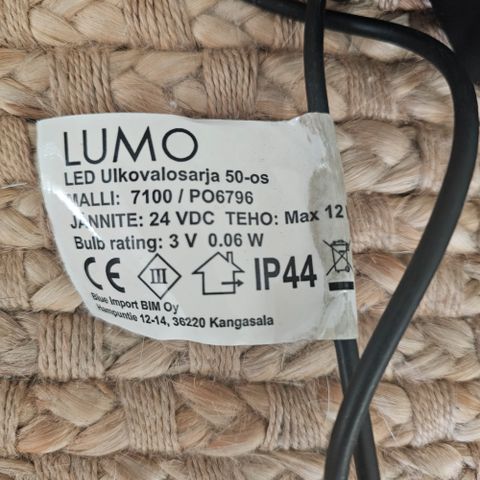 LUMO
LED Ulkovalosarja 50-os
MALLI: 7100 / PO6796
JANNITE: 24 VDC TEHO: Max 12
Bulb rating: 3 V 0.06 W
CE III IP44
Blue Import BIM Oy
Hampuntie 12-14, 36220 Kangasala